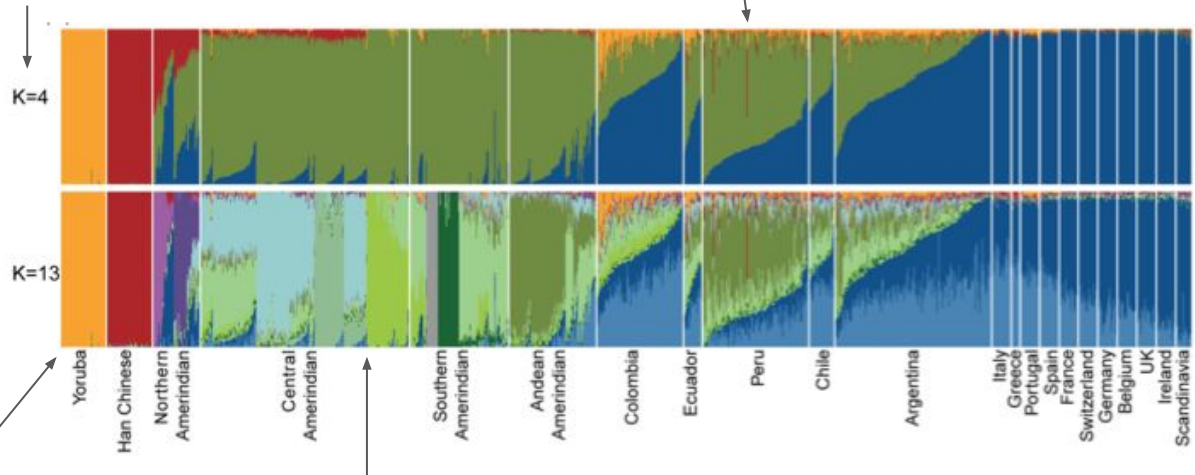 K=4
K=13
Yoruba
Han Chinese
Northern
Amerindian
Central
Amerindian
Southern
Amerindian
Andean
Amerindian
Colombia
Ecuador
Peru
Chile
Argentina
Italy
Greece
Portugal
Spain
France
Switzerland
Germany
Belgium
UK
Ireland
Scandinavia